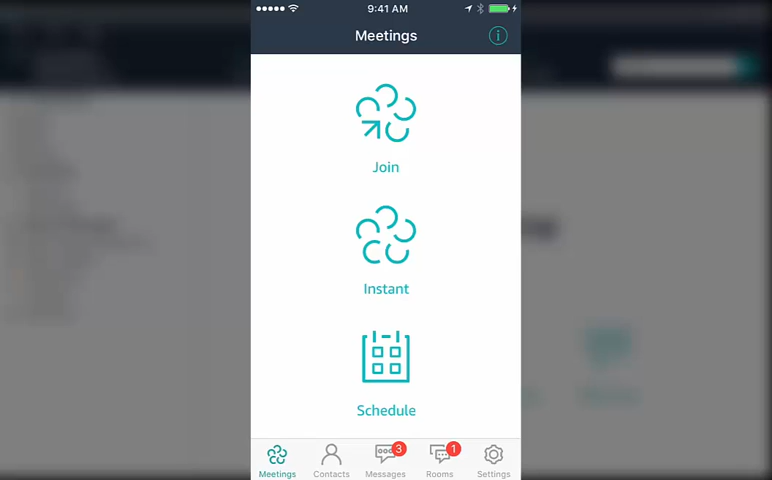 9:41 AM
Meetings
Join
Instant
Schedule
3
1
Meetings Contacts Messages Rooms Settings